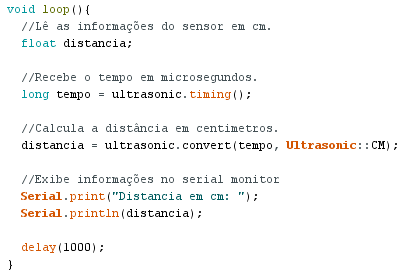 void loop(){
//Lê as informações do sensor em cm.
float distancia;
//Recebe o tempo em microsegundos.
long tempo = ultrasonic.timing();
//Calcula a distância em centimetros.
distancia = ultrasonic.convert(tempo, Ultrasonic::CM);
//Exibe informações no serial monitor
Serial.print("Distancia em cm: ");
Serial.println(distancia);
delay(1000);
}